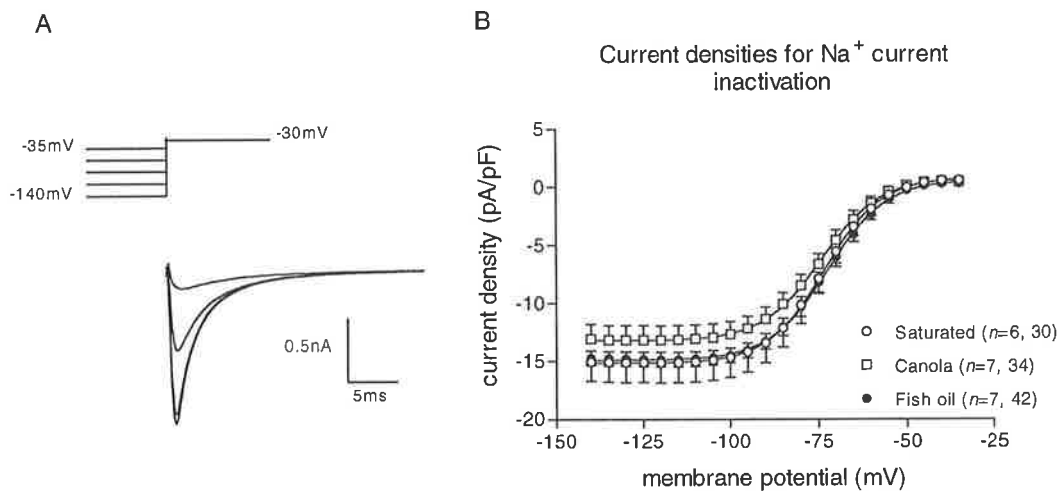 A
-35mV
-30mV
-140mV
0.5nA
5ms
B
Current densities for Na+ current
inactivation
current density (pA/pF)
5
0
-5
-10
-15
-20
-150
-125
-100
-75
-50
-25
membrane potential (mV)
Saturated (n=6, 30)
Canola (n=7, 34)
Fish oil (n=7, 42)